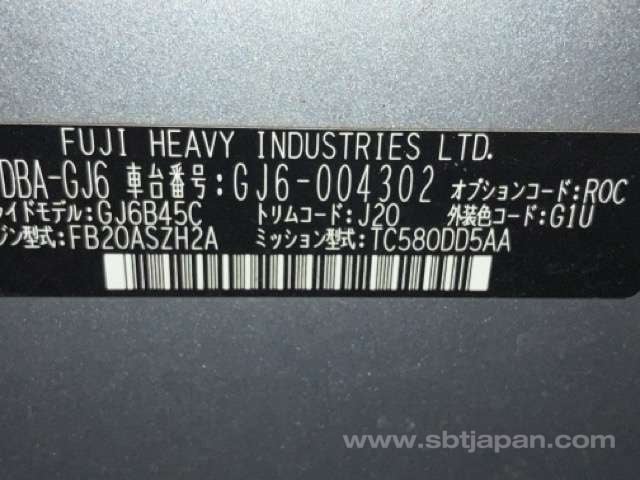 FUJI HEAVY INDUSTRIES LTD.
DBA-GJ6 車台番号:GJ6-004302 オプションコード:ROC
イドモデル:GJ6B45C トリムコード:J20 外装色コード:G1U
ジン型式:FB20ASZH2A ミッション型式:TC580DD5AA
www.sbtjapan.com